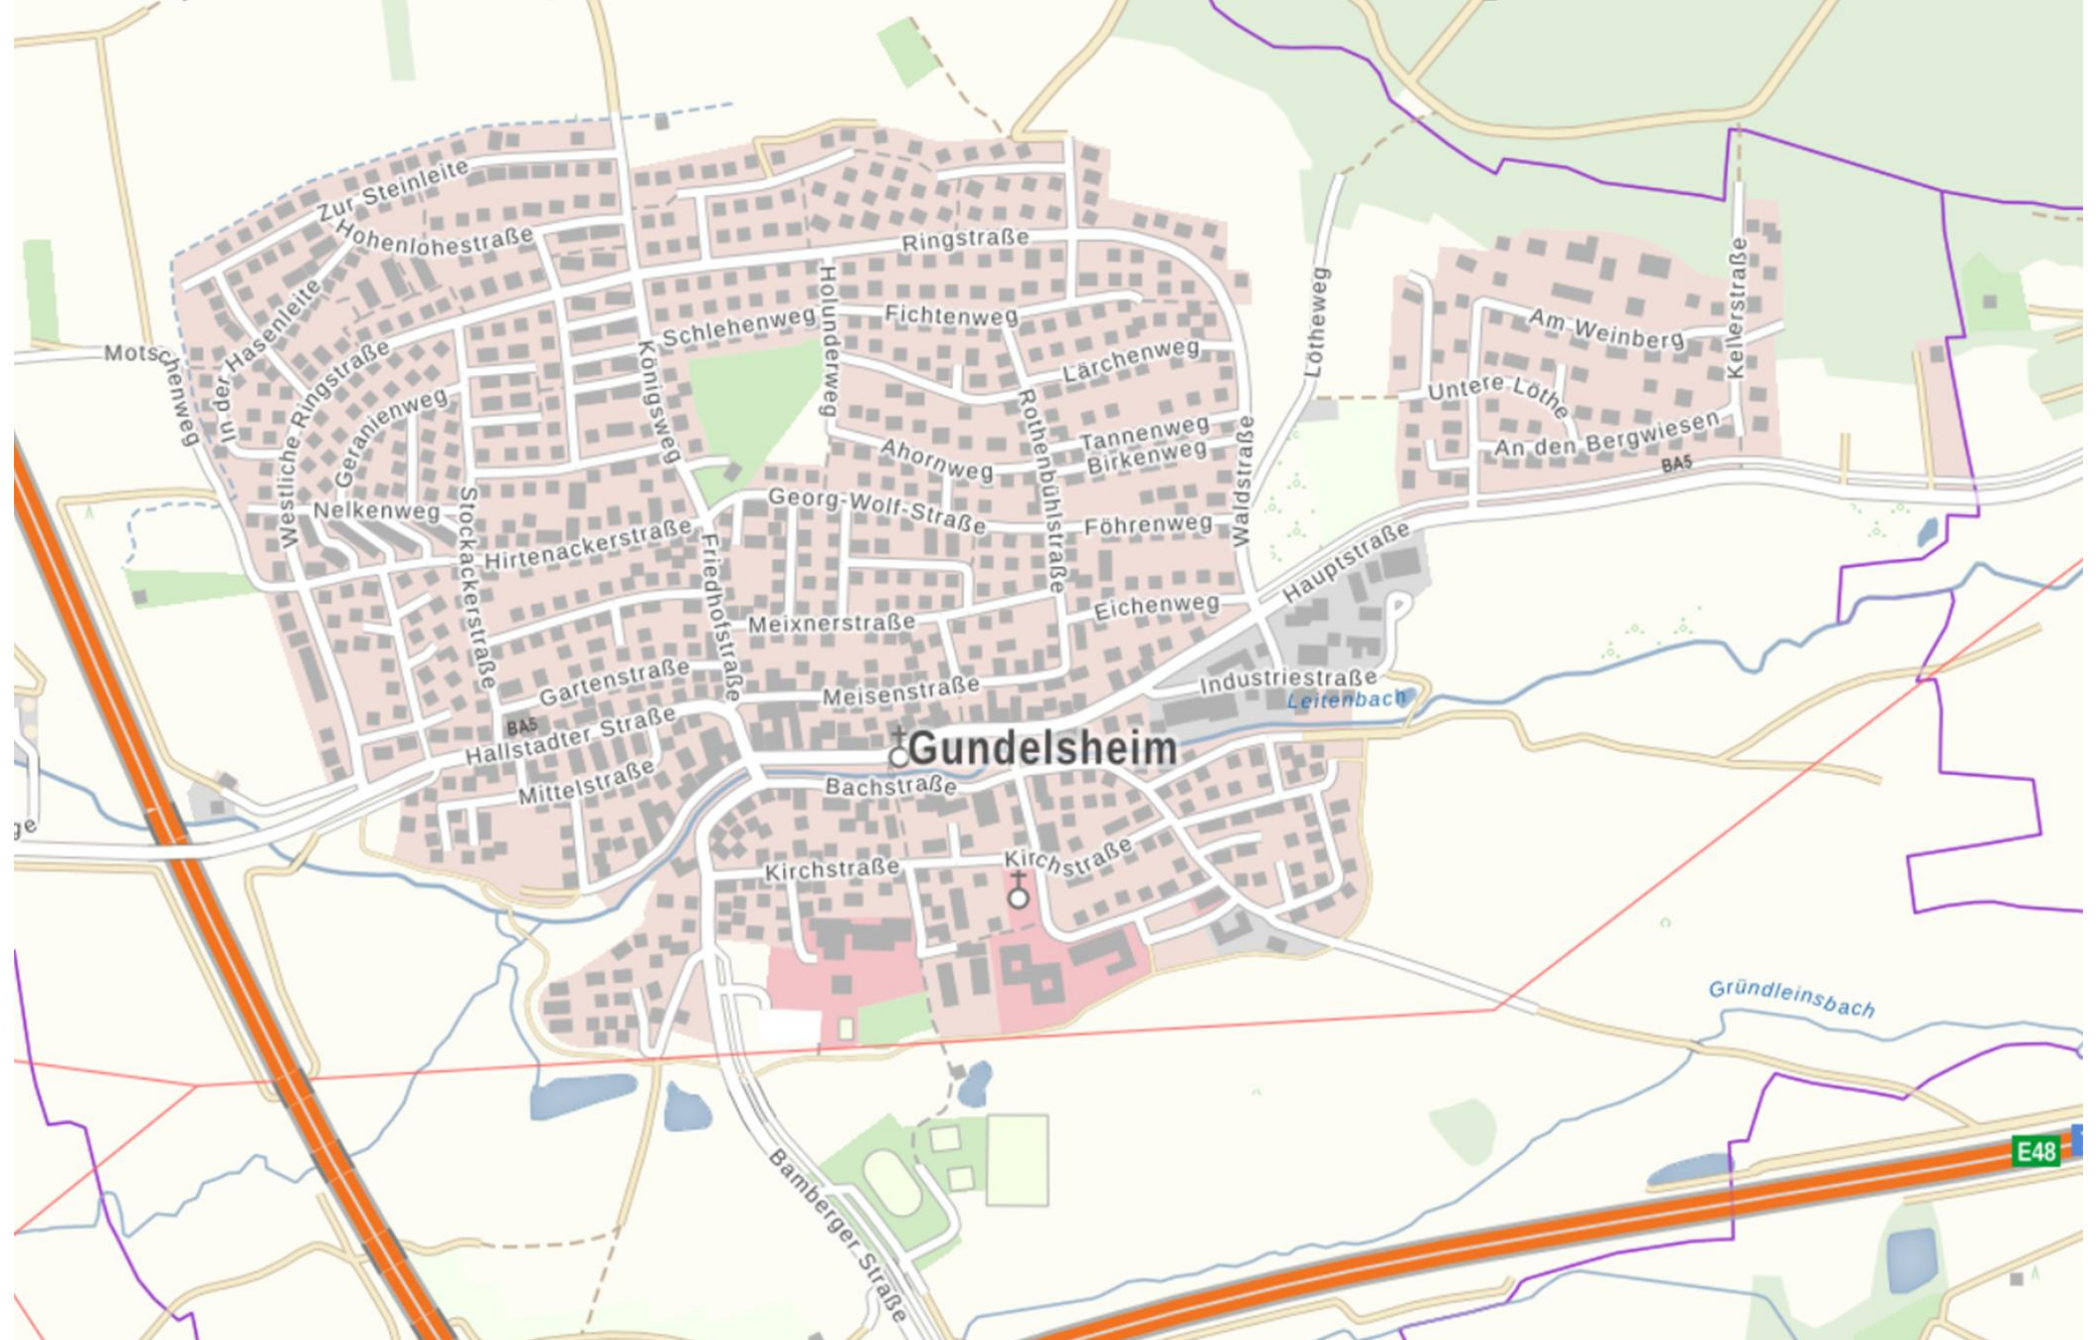 Zur Steinleite
Hohenlohestraße
Ringstraße
In der Hasenleite
Holunderweg
Kellerstraße
Lötheweg
Schlehenweg
Fichtenweg
Am Weinberg
Motschenweg
Westliche Ringstraße
Königsweg
Lärchenweg
Untere Löthe
Geranienweg
Rothenbühlstraße
Tannenweg
An den Bergwiesen
Ahornweg
Birkenweg
BA5
Waldstraße
Georg-Wolf-Straße
Nelkenweg
Stockackerstraße
Föhrenweg
Hirtenackerstraße
Friedhofstraße
Hauptstraße
Eichenweg
Meixnerstraße
Gartenstraße
Meisenstraße
Industriestraße
Leitenbach
BA5
Hallstadter Straße
Gundelsheim
Mittelstraße
Bachstraße
ge
Kirchstraße
Kirchstraße
Gründleinsbach
E48
Bamberger Straße